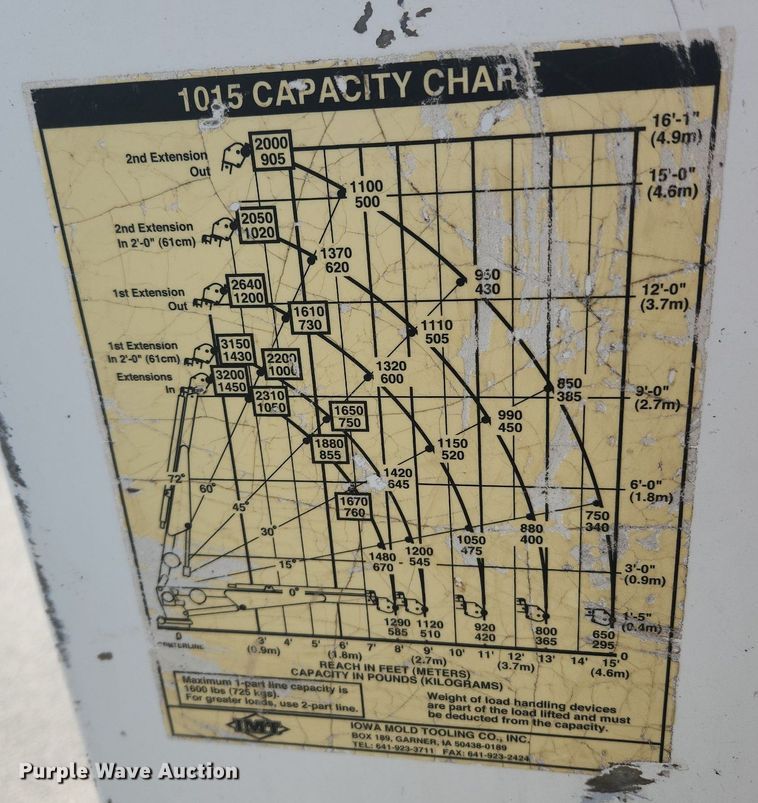 1015 CAPACITY CHART
16'-1"
(4.9m)
2nd Extension
Out
2000
905
15'-0"
(4.6m)
1100
500
2nd Extension
In 2'-0" (61cm)
2050
1020
1370
620
950
430
12'-0"
(3.7m)
1st Extension
Out
2640
1200
1610
730
1110
505
1st Extension
In 2'-0" (61cm)
3150
1430
2200
1000
1320
600
850
385
9'-0"
(2.7m)
Extensions
In
3200
1450
2310
1050
1650
750
990
450
1880
855
1150
520
72°
60°
45°
30°
15°
0°
1420
645
6'-0"
(1.8m)
1670
760
750
340
1480
670
1200
545
1050
475
880
400
3'-0"
(0.9m)
1290
585
1120
510
920
420
800
365
650
295
1'-5"
(0.4m)
0
0
3' 4' 5' 6' 7' 8' 9' 10' 11' 12' 13' 14' 15'
(0.9m) (1.8m) (2.7m) (3.7m) (4.6m)
REACH IN FEET (METERS)
CAPACITY IN POUNDS (KILOGRAMS)
Maximum 1-part line capacity is
1600 lbs (725 kgs).
For greater loads, use 2-part line.
Weight of load handling devices
are part of the load lifted and must
be deducted from the capacity.
IMT
IOWA MOLD TOOLING CO., INC.
BOX 189, GARNER, IA 50438-0189
TEL: 641-923-3711 FAX: 641-923-2424
Purple Wave Auction